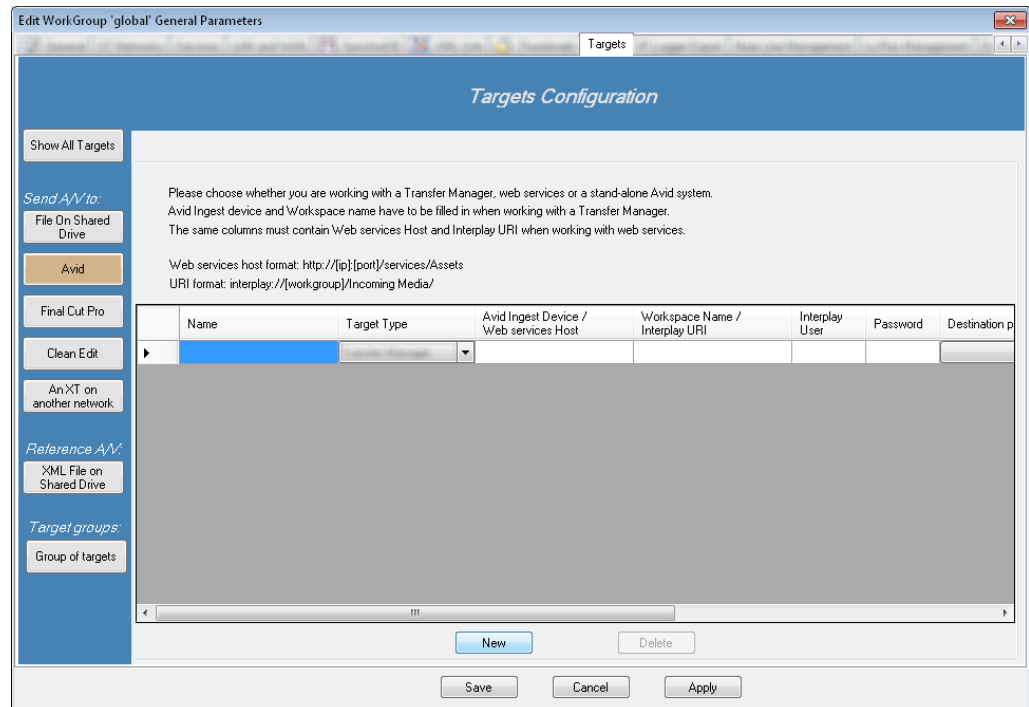 Edit WorkGroup 'global' General Parameters
Targets
Targets Configuration
Show All Targets
Send A/V to:
File On Shared
Drive
Avid
Final Cut Pro
Clean Edit
An XT on
another network
Reference A/V:
XML File on
Shared Drive
Target groups:
Group of targets
Please choose whether you are working with a Transfer Manager, web services or a stand-alone Avid system.
Avid Ingest device and Workspace name have to be filled in when working with a Transfer Manager.
The same columns must contain Web services Host and Interplay URI when working with web services.
Web services host format: http://[ip]:[port]/services/Assets
URI format: interplay://[workgroup]/Incoming Media/
Name
Target Type
Avid Ingest Device /
Web services Host
Workspace Name /
Interplay URI
Interplay
User
Password
Destination p
New
Delete
Save
Cancel
Apply